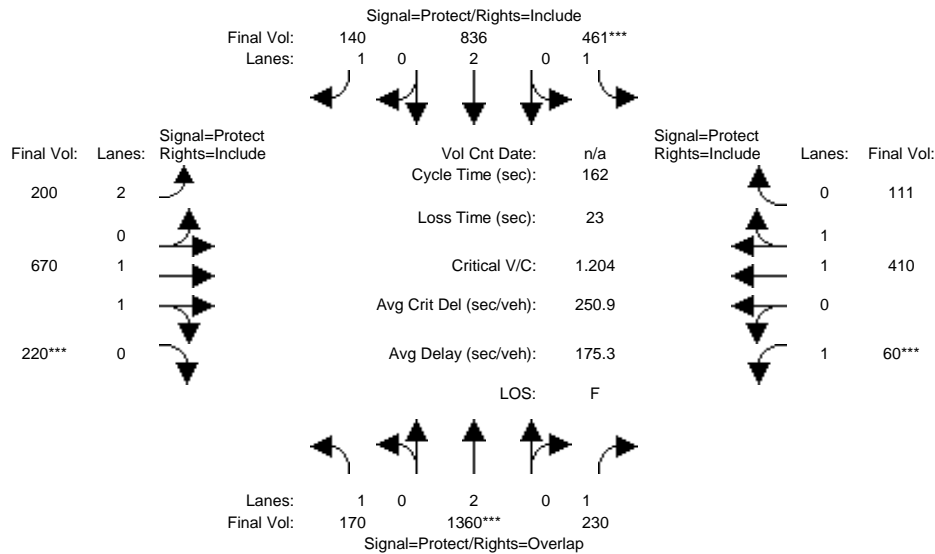 Signal=Protect/Rights=Include
Final Vol: 140 836 461***
Lanes: 1 0 2 0 1
Signal=Protect Signal=Protect
Final Vol: Lanes: Rights=Include Vol Cnt Date: n/a Rights=Include Lanes: Final Vol:
Cycle Time (sec): 162
200 2 0 111
Loss Time (sec): 23
0 1
670 1 Critical V/C: 1.204 1 410
1 Avg Crit Del (sec/veh): 250.9 0
220*** 0 Avg Delay (sec/veh): 175.3 1 60***
LOS: F
Lanes: 1 0 2 0 1
Final Vol: 170 1360*** 230
Signal=Protect/Rights=Overlap